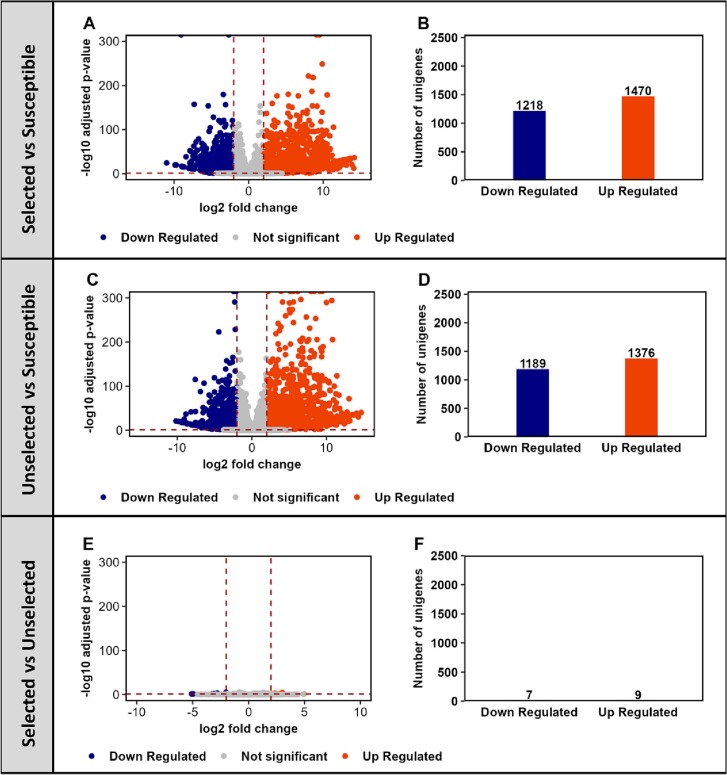 Selected vs Susceptible
A
-log10 adjusted p-value
300
200
100
0
-10 0 10
log2 fold change
Down Regulated Not significant Up Regulated
B
Number of unigenes
2500
2000
1500
1000
500
0
1218
1470
Down Regulated Up Regulated
Unselected vs Susceptible
C
-log10 adjusted p-value
300
200
100
0
-10 0 10
log2 fold change
Down Regulated Not significant Up Regulated
D
Number of unigenes
2500
2000
1500
1000
500
0
1189
1376
Down Regulated Up Regulated
Selected vs Unselected
E
-log10 adjusted p-value
300
200
100
0
-10 -5 0 5 10
log2 fold change
Down Regulated Not significant Up Regulated
F
Number of unigenes
2500
2000
1500
1000
500
0
7
9
Down Regulated Up Regulated